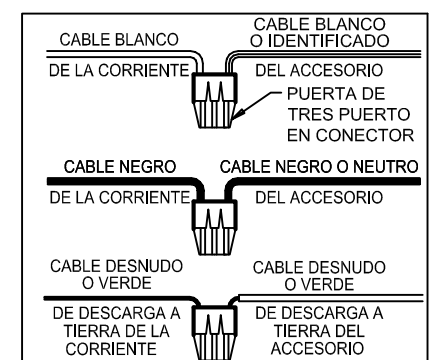 CABLE BLANCO
DE LA CORRIENTE
CABLE BLANCO
O IDENTIFICADO
DEL ACCESORIO
PUERTA DE
TRES PUERTO
EN CONECTOR
CABLE NEGRO
DE LA CORRIENTE
CABLE NEGRO O NEUTRO
DEL ACCESORIO
CABLE DESNUDO
O VERDE
DE DESCARGA A
TIERRA DE LA
CORRIENTE
CABLE DESNUDO
O VERDE
DE DESCARGA A
TIERRA DEL
ACCESORIO